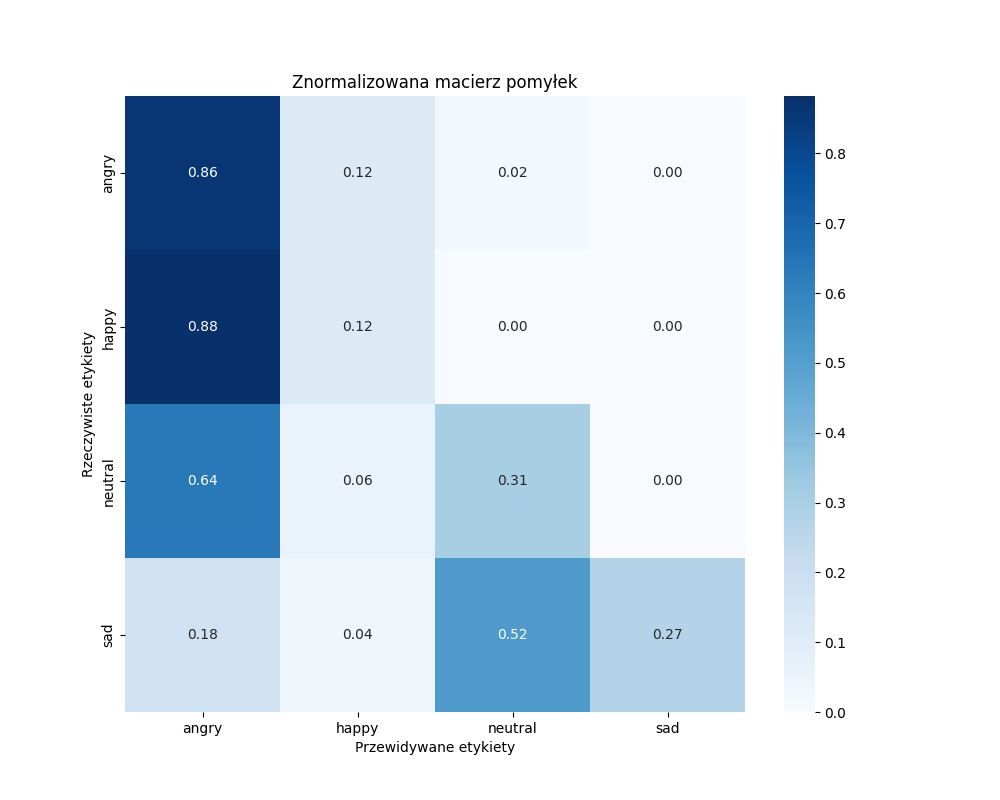 Znormalizowana macierz pomyłek
Rzeczywiste etykiety
angry 0.86 0.12 0.02 0.00
happy 0.88 0.12 0.00 0.00
neutral 0.64 0.06 0.31 0.00
sad 0.18 0.04 0.52 0.27
angry happy neutral sad
Przewidywane etykiety
0.8
0.7
0.6
0.5
0.4
0.3
0.2
0.1
0.0